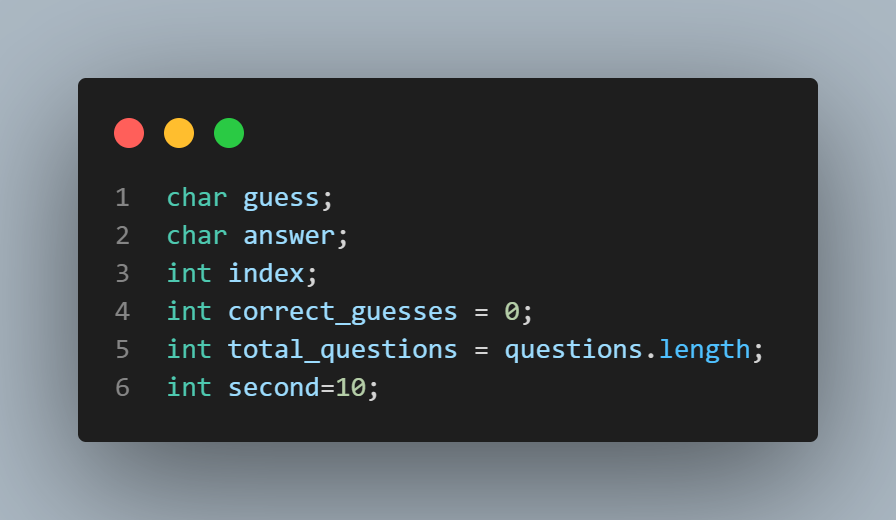 1 char guess;
2 char answer;
3 int index;
4 int correct_guesses = 0;
5 int total_questions = questions.length;
6 int second=10;